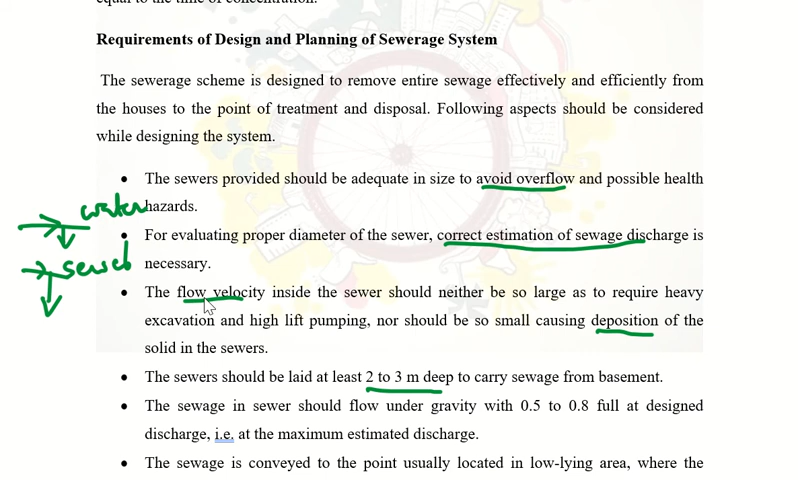 equal to the time of concentration.
Requirements of Design and Planning of Sewerage System
The sewerage scheme is designed to remove entire sewage effectively and efficiently from
the houses to the point of treatment and disposal. Following aspects should be considered
while designing the system.
• The sewers provided should be adequate in size to avoid overflow and possible health
water
hazards.
• For evaluating proper diameter of the sewer, correct estimation of sewage discharge is
necessary.
• The flow velocity inside the sewer should neither be so large as to require heavy
excavation and high lift pumping, nor should be so small causing deposition of the
solid in the sewers.
• The sewers should be laid at least 2 to 3 m deep to carry sewage from basement.
• The sewage in sewer should flow under gravity with 0.5 to 0.8 full at designed
discharge, i.e. at the maximum estimated discharge.
• The sewage is conveyed to the point usually located in low-lying area, where the